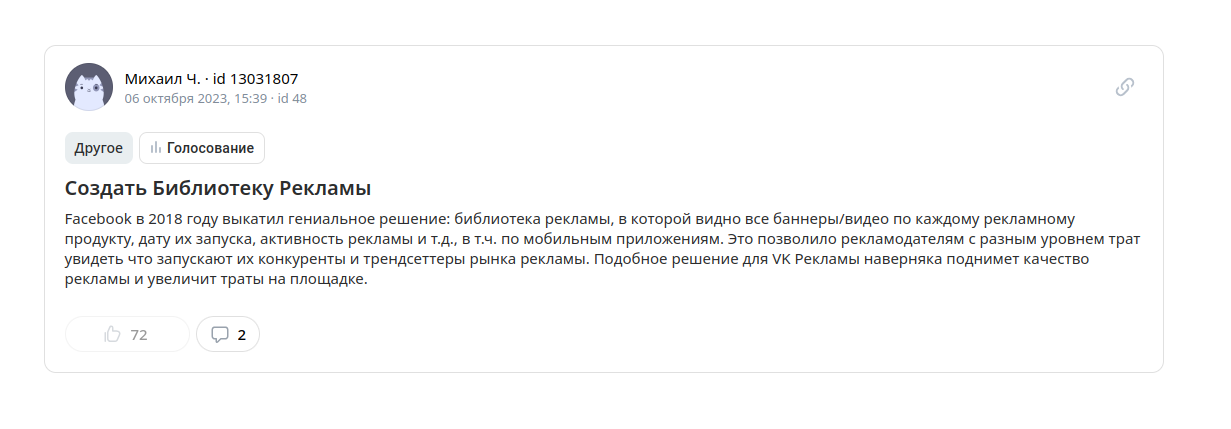 Михаил Ч. · id 13031807
06 октября 2023, 15:39 · id 48
Другое
Голосование
Создать Библиотеку Рекламы
Facebook в 2018 году выкатил гениальное решение: библиотека рекламы, в которой видно все баннеры/видео по каждому рекламному
продукту, дату их запуска, активность рекламы и т.д., в т.ч. по мобильным приложениям. Это позволило рекламодателям с разным уровнем трат
увидеть что запускают их конкуренты и трендсеттеры рынка рекламы. Подобное решение для VK Рекламы наверняка поднимет качество
рекламы и увеличит траты на площадке.
72
2